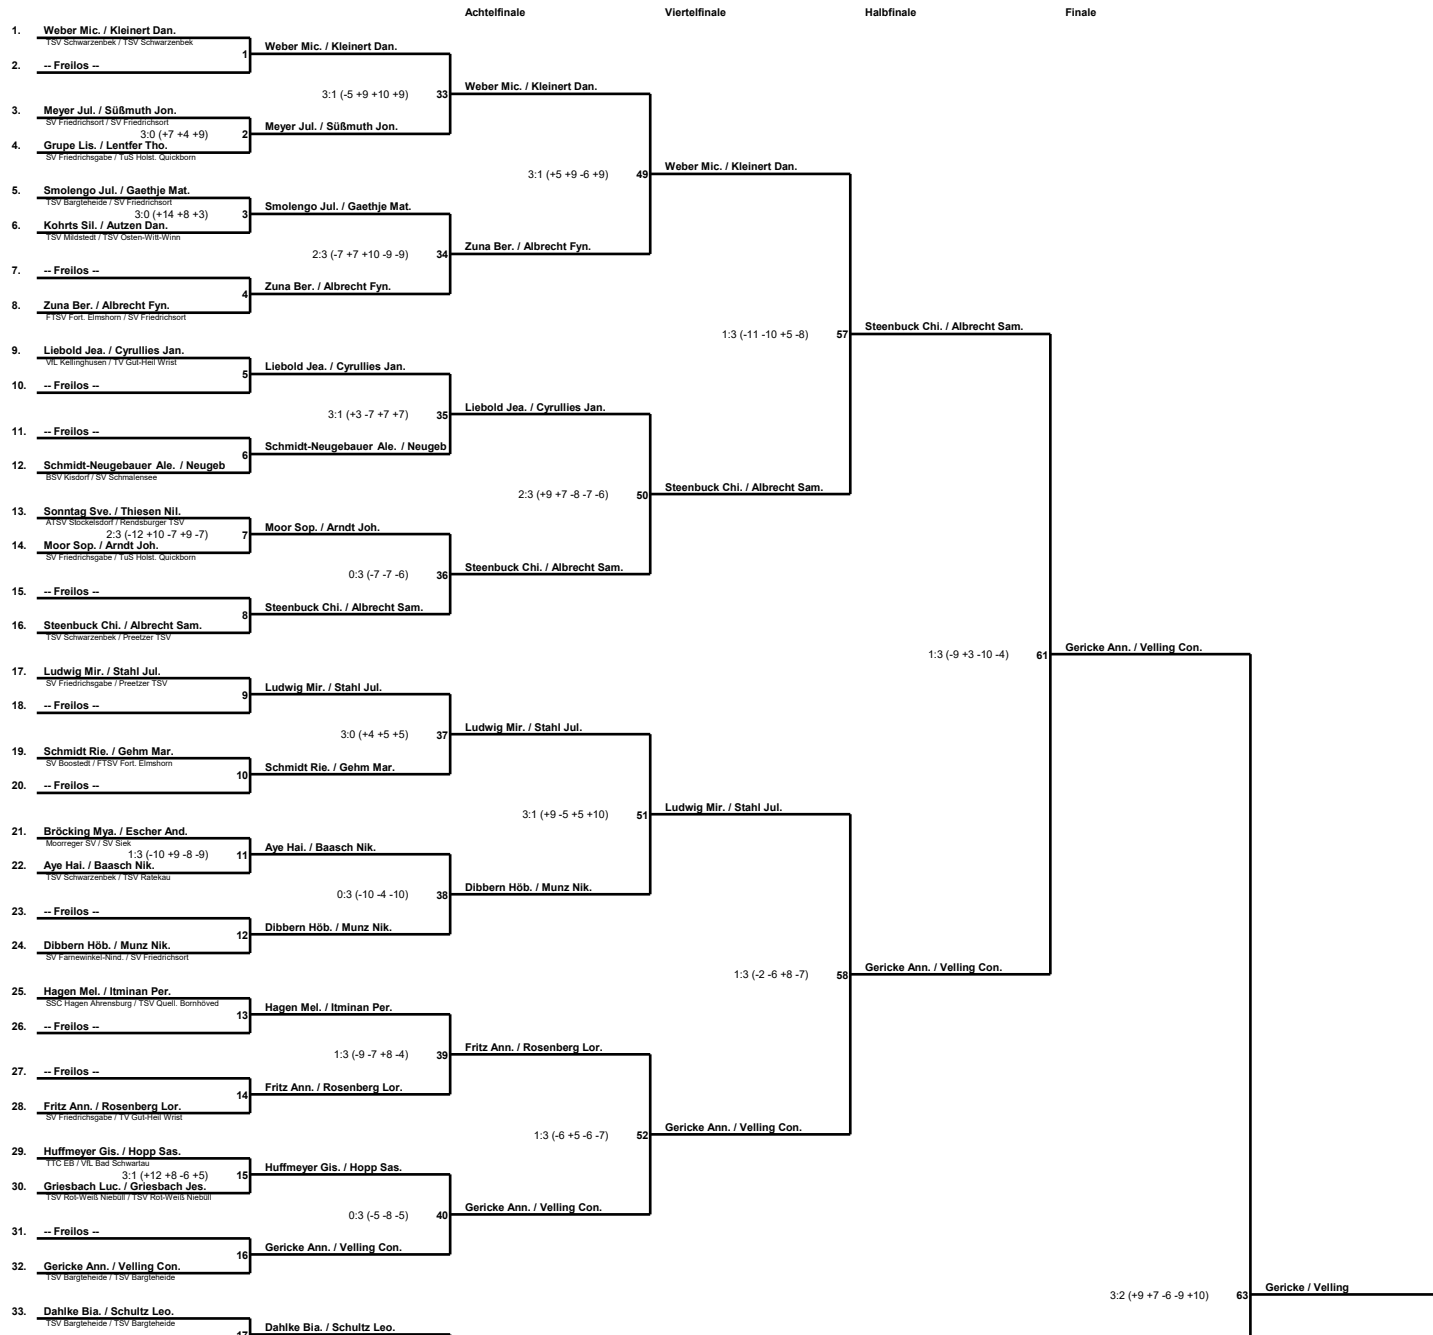 Achtelfinale Viertelfinale Halbfinale Finale
1. Weber Mic. / Kleinert Dan.
TSV Schwarzenbek / TSV Schwarzenbek
1 Weber Mic. / Kleinert Dan.
2. -- Freilos --
3:1 (-5 +9 +10 +9) 33 Weber Mic. / Kleinert Dan.
3. Meyer Jul. / Süßmuth Jon.
SV Friedrichsort / SV Friedrichsort
3:0 (+7 +4 +9) 2 Meyer Jul. / Süßmuth Jon.
4. Grupe Lis. / Lentfer Tho.
SV Friedrichsgabe / TuS Holst. Quickborn
3:1 (+5 +9 -6 +9) 49 Weber Mic. / Kleinert Dan.
5. Smolengo Jul. / Gaethje Mat.
TSV Bargteheide / SV Friedrichsort
3:0 (+14 +8 +3) 3 Smolengo Jul. / Gaethje Mat.
6. Kohrts Sil. / Autzen Dan.
TSV Mildstedt / TSV Osten-Witt-Winn
2:3 (-7 +7 +10 -9 -9) 34 Zuna Ber. / Albrecht Fyn.
7. -- Freilos --
4 Zuna Ber. / Albrecht Fyn.
8. Zuna Ber. / Albrecht Fyn.
FTSV Fort. Elmshorn / SV Friedrichsort
1:3 (-11 -10 +5 -8) 57 Steenbuck Chi. / Albrecht Sam.
9. Liebold Jea. / Cyrullies Jan.
VfL Kellinghusen / TV Gut-Heil Wrist
5 Liebold Jea. / Cyrullies Jan.
10. -- Freilos --
3:1 (+3 -7 +7 +7) 35 Liebold Jea. / Cyrullies Jan.
11. -- Freilos --
6 Schmidt-Neugebauer Ale. / Neugeb
12. Schmidt-Neugebauer Ale. / Neugeb
BSV Kisdorf / SV Schmalensee
2:3 (+9 +7 -8 -7 -6) 50 Steenbuck Chi. / Albrecht Sam.
13. Sonntag Sve. / Thiesen Nil.
ATSV Stockelsdorf / Rendsburger TSV
2:3 (-12 +10 -7 +9 -7) 7 Moor Sop. / Arndt Joh.
14. Moor Sop. / Arndt Joh.
SV Friedrichsgabe / TuS Holst. Quickborn
0:3 (-7 -7 -6) 36 Steenbuck Chi. / Albrecht Sam.
15. -- Freilos --
8 Steenbuck Chi. / Albrecht Sam.
16. Steenbuck Chi. / Albrecht Sam.
TSV Schwarzenbek / Preetzer TSV
1:3 (-9 +3 -10 -4) 61 Gericke Ann. / Velling Con.
17. Ludwig Mir. / Stahl Jul.
SV Friedrichsgabe / Preetzer TSV
9 Ludwig Mir. / Stahl Jul.
18. -- Freilos --
3:0 (+4 +5 +5) 37 Ludwig Mir. / Stahl Jul.
19. Schmidt Rie. / Gehm Mar.
SV Boostedt / FTSV Fort. Elmshorn
10 Schmidt Rie. / Gehm Mar.
20. -- Freilos --
3:1 (+9 -5 +5 +10) 51 Ludwig Mir. / Stahl Jul.
21. Bröcking Mya. / Escher And.
Moorreger SV / SV Siek
1:3 (-10 +9 -8 -9) 11 Aye Hai. / Baasch Nik.
22. Aye Hai. / Baasch Nik.
TSV Schwarzenbek / TSV Ratekau
0:3 (-10 -4 -10) 38 Dibbern Höb. / Munz Nik.
23. -- Freilos --
12 Dibbern Höb. / Munz Nik.
24. Dibbern Höb. / Munz Nik.
SV Farnewinkel-Nind. / SV Friedrichsort
1:3 (-2 -6 +8 -7) 58 Gericke Ann. / Velling Con.
25. Hagen Mel. / Itminan Per.
SSC Hagen Ahrensburg / TSV Quell. Bornhöved
13 Hagen Mel. / Itminan Per.
26. -- Freilos --
1:3 (-9 -7 +8 -4) 39 Fritz Ann. / Rosenberg Lor.
27. -- Freilos --
14 Fritz Ann. / Rosenberg Lor.
28. Fritz Ann. / Rosenberg Lor.
SV Friedrichsgabe / TV Gut-Heil Wrist
1:3 (-6 +5 -6 -7) 52 Gericke Ann. / Velling Con.
29. Huffmeyer Gis. / Hopp Sas.
TTC EB / VfL Bad Schwartau
3:1 (+12 +8 -6 +5) 15 Huffmeyer Gis. / Hopp Sas.
30. Griesbach Luc. / Griesbach Jes.
TSV Rot-Weiß Niebüll / TSV Rot-Weiß Niebüll
0:3 (-5 -8 -5) 40 Gericke Ann. / Velling Con.
31. -- Freilos --
16 Gericke Ann. / Velling Con.
32. Gericke Ann. / Velling Con.
TSV Bargteheide / TSV Bargteheide
3:2 (+9 +7 -6 -9 +10) 63 Gericke / Velling
33. Dahlke Bia. / Schultz Leo.
TSV Bargteheide / TSV Bargteheide
17 Dahlke Bia. / Schultz Leo.